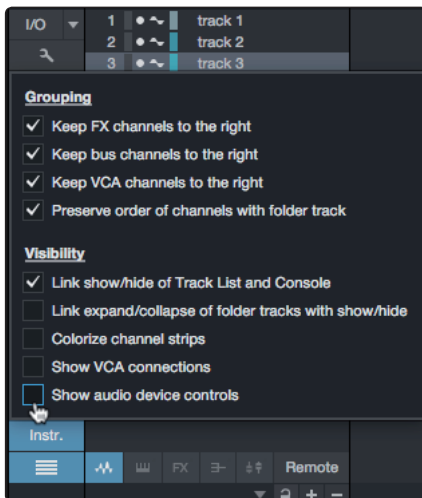 I/O
1 track 1
2 track 2
3 track 3
Grouping
Keep FX channels to the right
Keep bus channels to the right
Keep VCA channels to the right
Preserve order of channels with folder track
Visibility
Link show/hide of Track List and Console
Link expand/collapse of folder tracks with show/hide
Colorize channel strips
Show VCA connections
Show audio device controls
Instr.
FX Remote